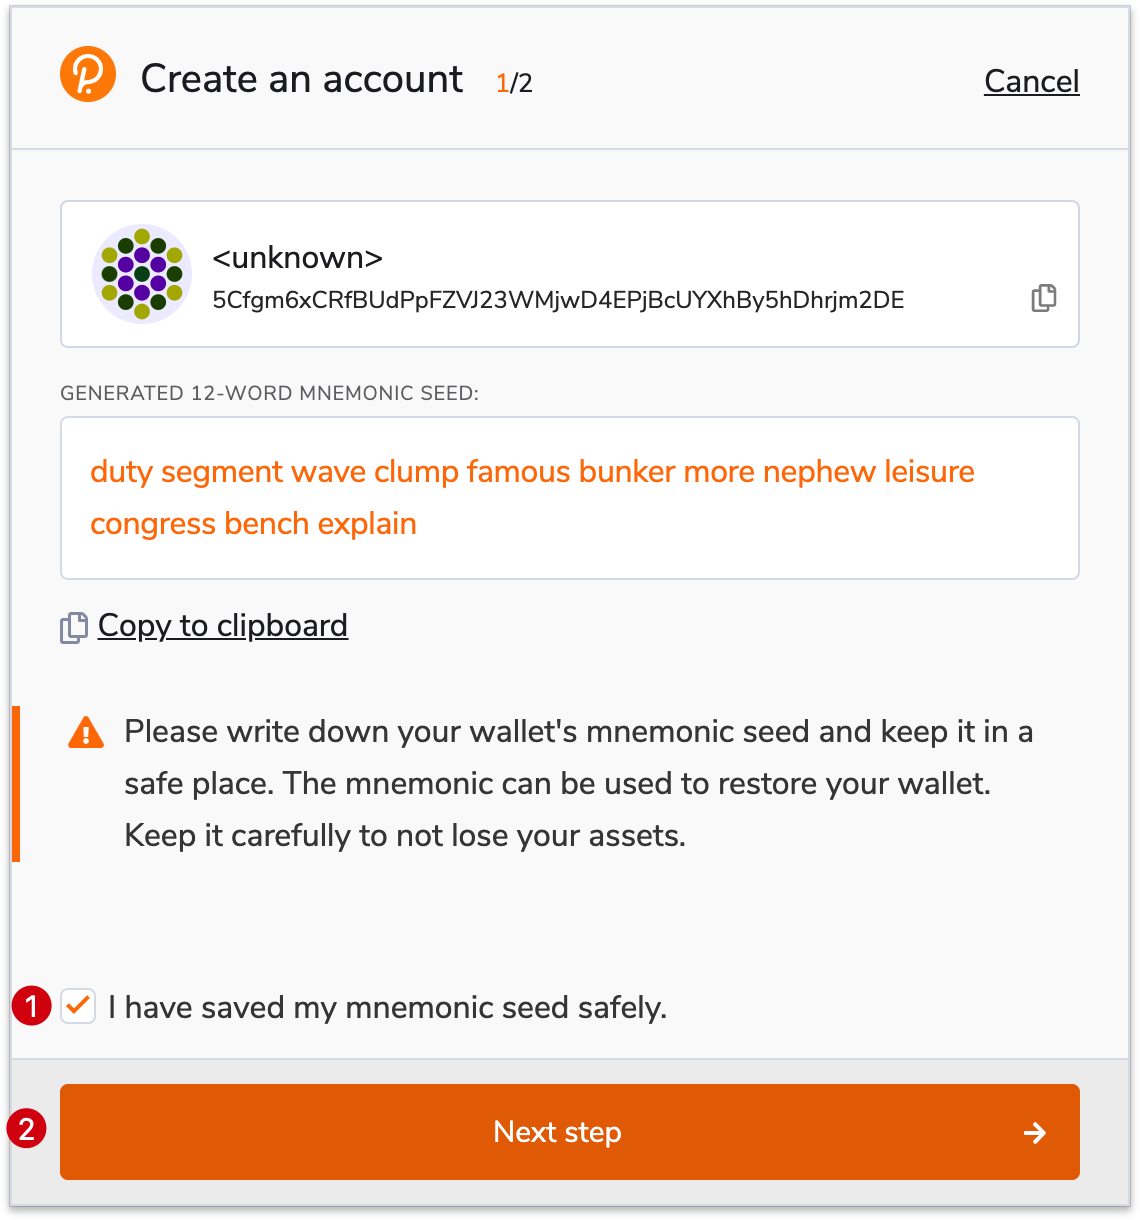 Create an account 1/2 Cancel
<unknown>
5Cfgm6xCRfBUdPpFZVJ23WMjwD4EPjBcUYXhBy5hDhrjm2DE
GENERATED 12-WORD MNEMONIC SEED:
duty segment wave clump famous bunker more nephew leisure
congress bench explain
Copy to clipboard
Please write down your wallet's mnemonic seed and keep it in a
safe place. The mnemonic can be used to restore your wallet.
Keep it carefully to not lose your assets.
1 I have saved my mnemonic seed safely.
2 Next step